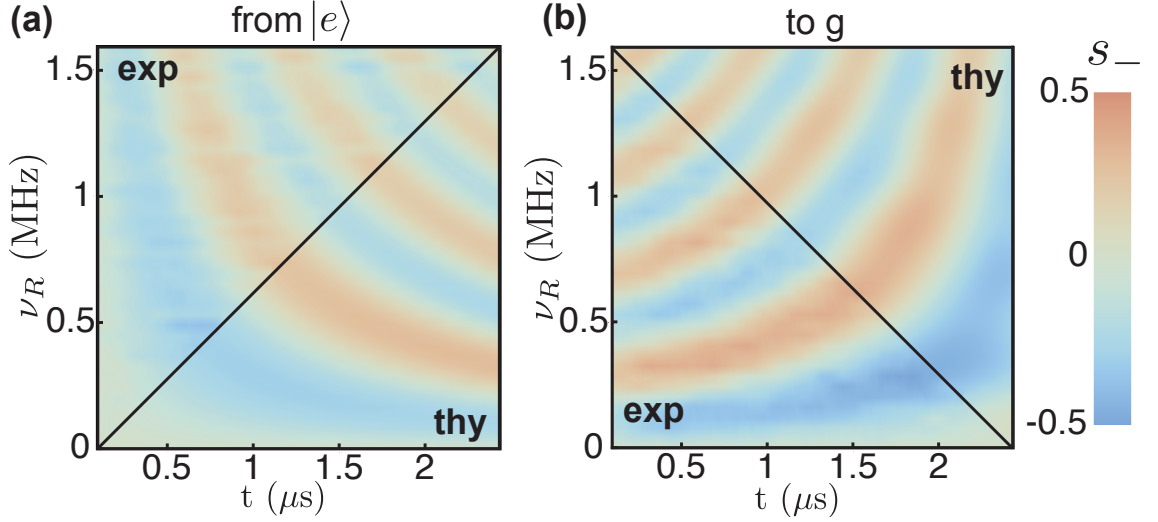 (a) from |e⟩
exp
thy
1.5
1
0.5
0
ν_R (MHz)
0.5 1 1.5 2
t (μs)
(b) to g
thy
exp
1.5
1
0.5
0
ν_R (MHz)
0.5 1 1.5 2
t (μs)
s_−
0.5
0
-0.5